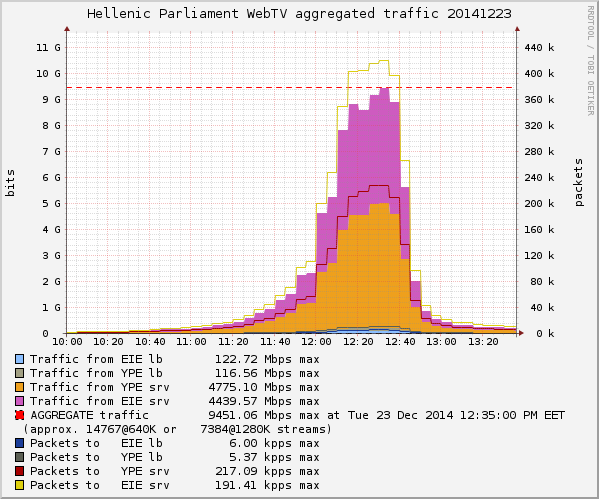 Hellenic Parliament WebTV aggregated traffic 20141223
RRDTOOL / TOBI OETIKER
11 G 440 k
10 G 400 k
9 G 360 k
8 G 320 k
7 G 280 k
6 G 240 k
5 G 200 k
4 G 160 k
3 G 120 k
2 G 80 k
1 G 40 k
0 0 k
bits
packets
10:00 10:20 10:40 11:00 11:20 11:40 12:00 12:20 12:40 13:00 13:20
Traffic from EIE lb 122.72 Mbps max
Traffic from YPE lb 116.56 Mbps max
Traffic from YPE srv 4775.10 Mbps max
Traffic from EIE srv 4439.57 Mbps max
AGGREGATE traffic 9451.06 Mbps max at Tue 23 Dec 2014 12:35:00 PM EET
(approx. 14767@640K or 7384@1280K streams)
Packets to EIE lb 6.00 kpps max
Packets to YPE lb 5.37 kpps max
Packets to YPE srv 217.09 kpps max
Packets to EIE srv 191.41 kpps max